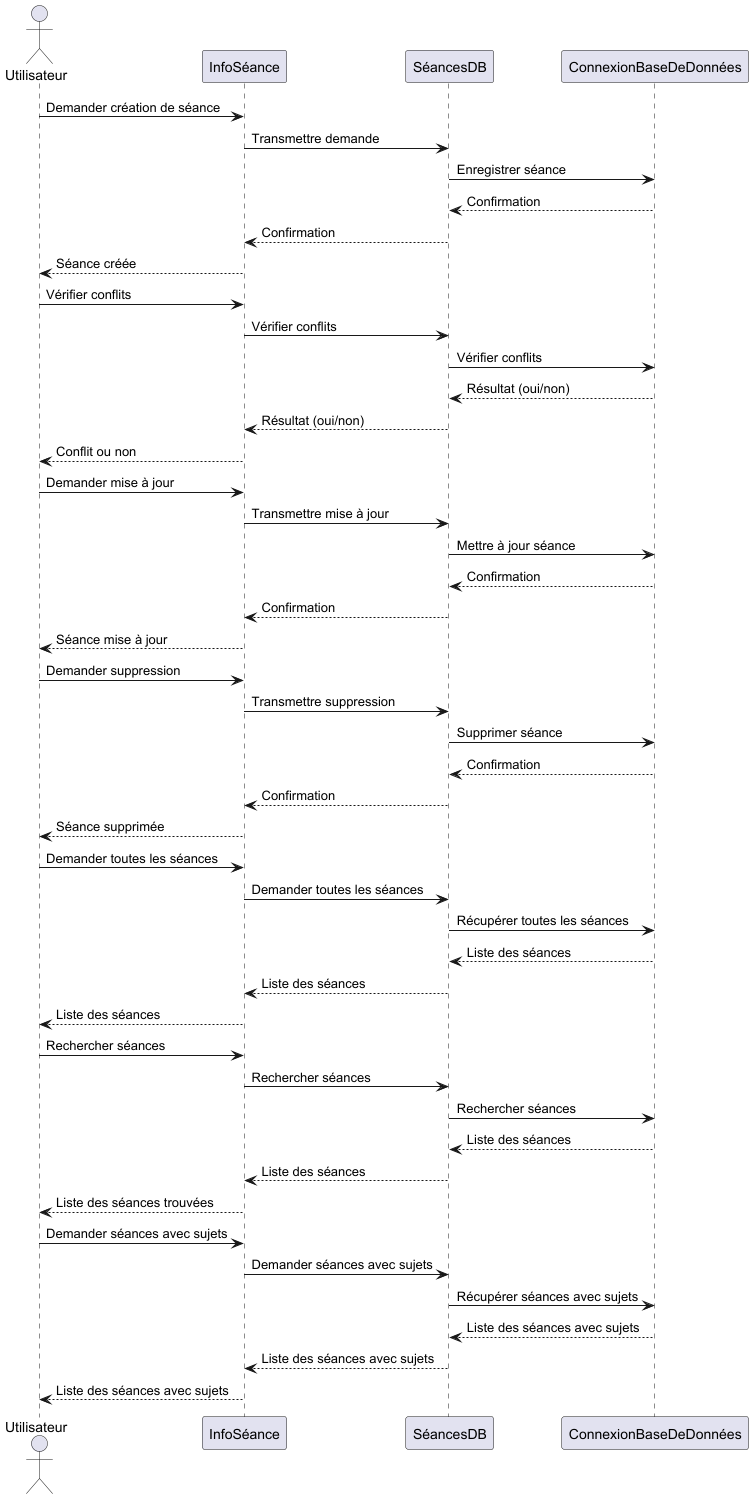 Utilisateur
InfoSéance
SéancesDB
ConnexionBaseDeDonnées
Demander création de séance
Transmettre demande
Enregistrer séance
Confirmation
Confirmation
Séance créée
Vérifier conflits
Vérifier conflits
Vérifier conflits
Résultat (oui/non)
Résultat (oui/non)
Conflit ou non
Demander mise à jour
Transmettre mise à jour
Mettre à jour séance
Confirmation
Confirmation
Séance mise à jour
Demander suppression
Transmettre suppression
Supprimer séance
Confirmation
Confirmation
Séance supprimée
Demander toutes les séances
Demander toutes les séances
Récupérer toutes les séances
Liste des séances
Liste des séances
Liste des séances
Rechercher séances
Rechercher séances
Rechercher séances
Liste des séances
Liste des séances
Liste des séances trouvées
Demander séances avec sujets
Demander séances avec sujets
Récupérer séances avec sujets
Liste des séances avec sujets
Liste des séances avec sujets
Liste des séances avec sujets
Utilisateur
InfoSéance
SéancesDB
ConnexionBaseDeDonnées